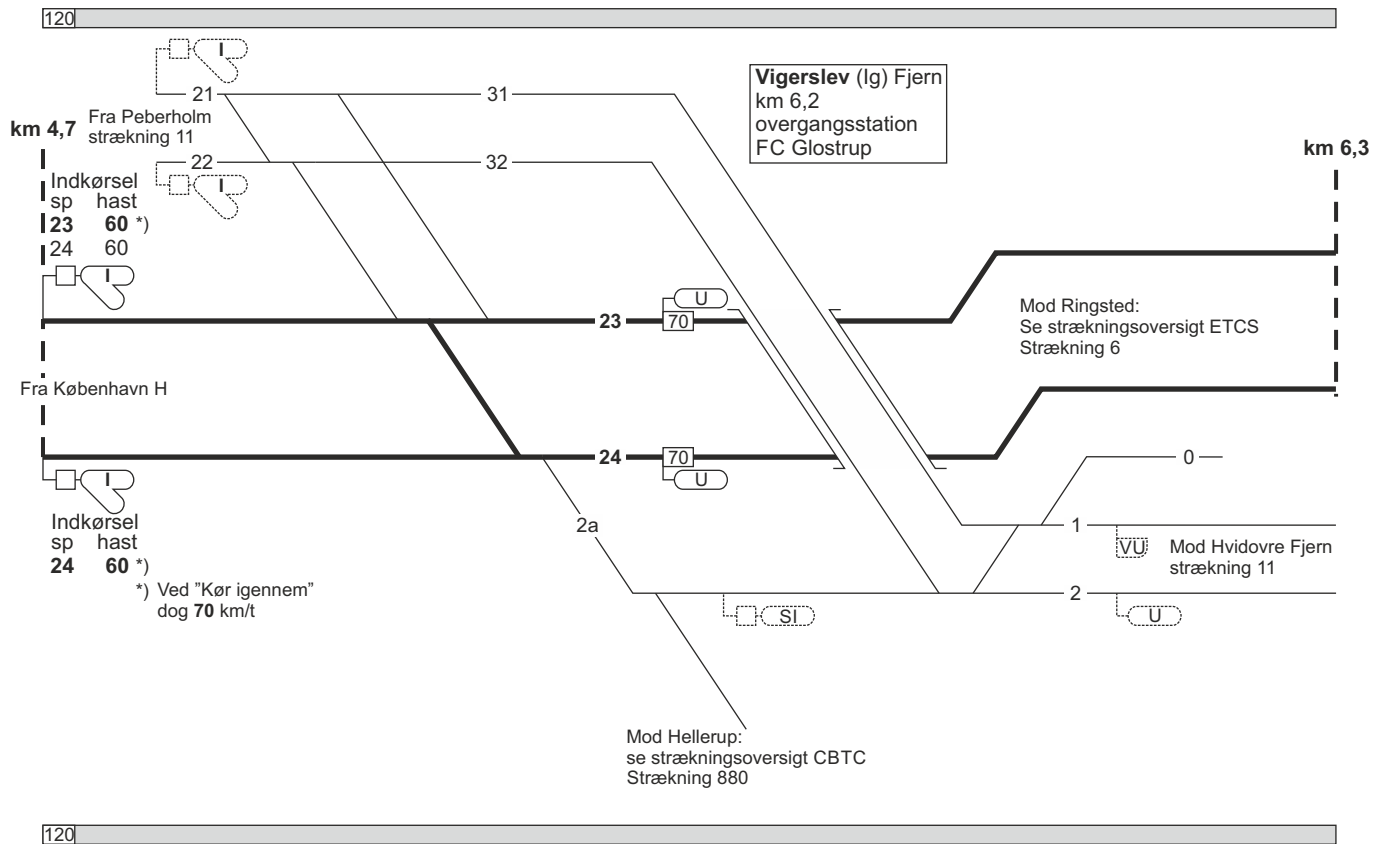 120
I
21
31
Vigerslev (Ig) Fjern
km 6,2
overgangsstation
FC Glostrup
km 4,7
Fra Peberholm
strækning 11
km 6,3
22
32
I
Indkørsel
sp hast
23 60 *)
24 60
I
U
23
70
Mod Ringsted:
Se strækningsoversigt ETCS
Strækning 6
Fra København H
24
70
U
0
I
Indkørsel
sp hast
24 60 *)
*) Ved ”Kør igennem”
dog 70 km/t
2a
1
VU
Mod Hvidovre Fjern
strækning 11
2
SI
U
Mod Hellerup:
se strækningsoversigt CBTC
Strækning 880
120